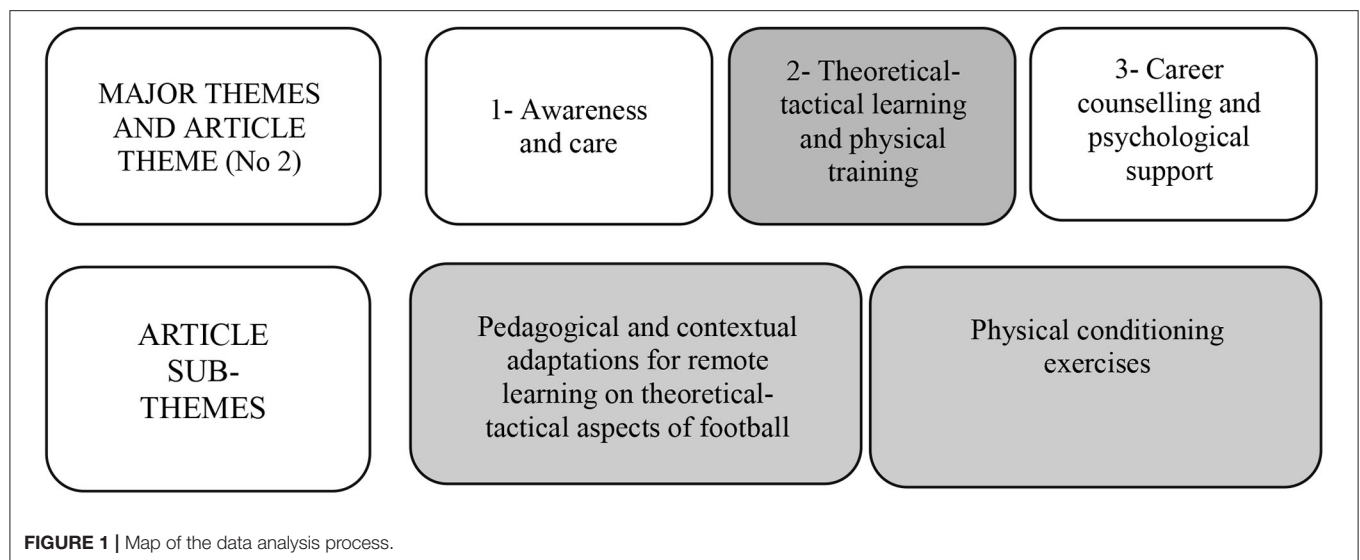 MAJOR THEMES
AND ARTICLE
THEME (No 2)
1- Awareness
and care
2- Theoretical-
tactical learning
and physical
training
3- Career
counselling and
psychological
support
ARTICLE
SUB-
THEMES
Pedagogical and contextual
adaptations for remote
learning on theoretical-
tactical aspects of football
Physical conditioning
exercises
FIGURE 1 | Map of the data analysis process.